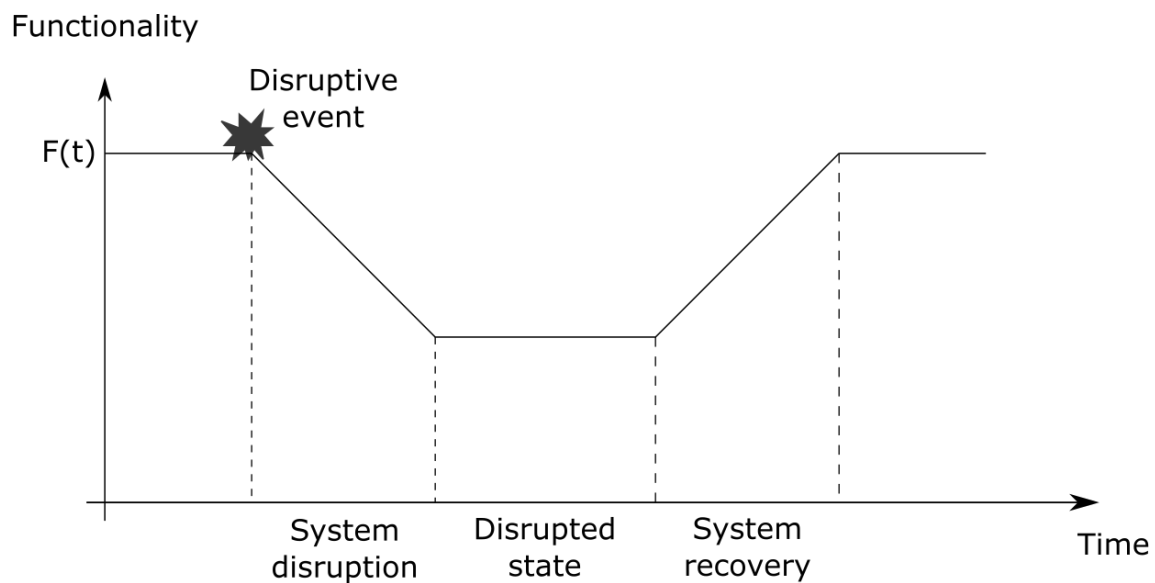 Functionality
Disruptive
event
F(t)
System
disruption
Disrupted
state
System
recovery
Time